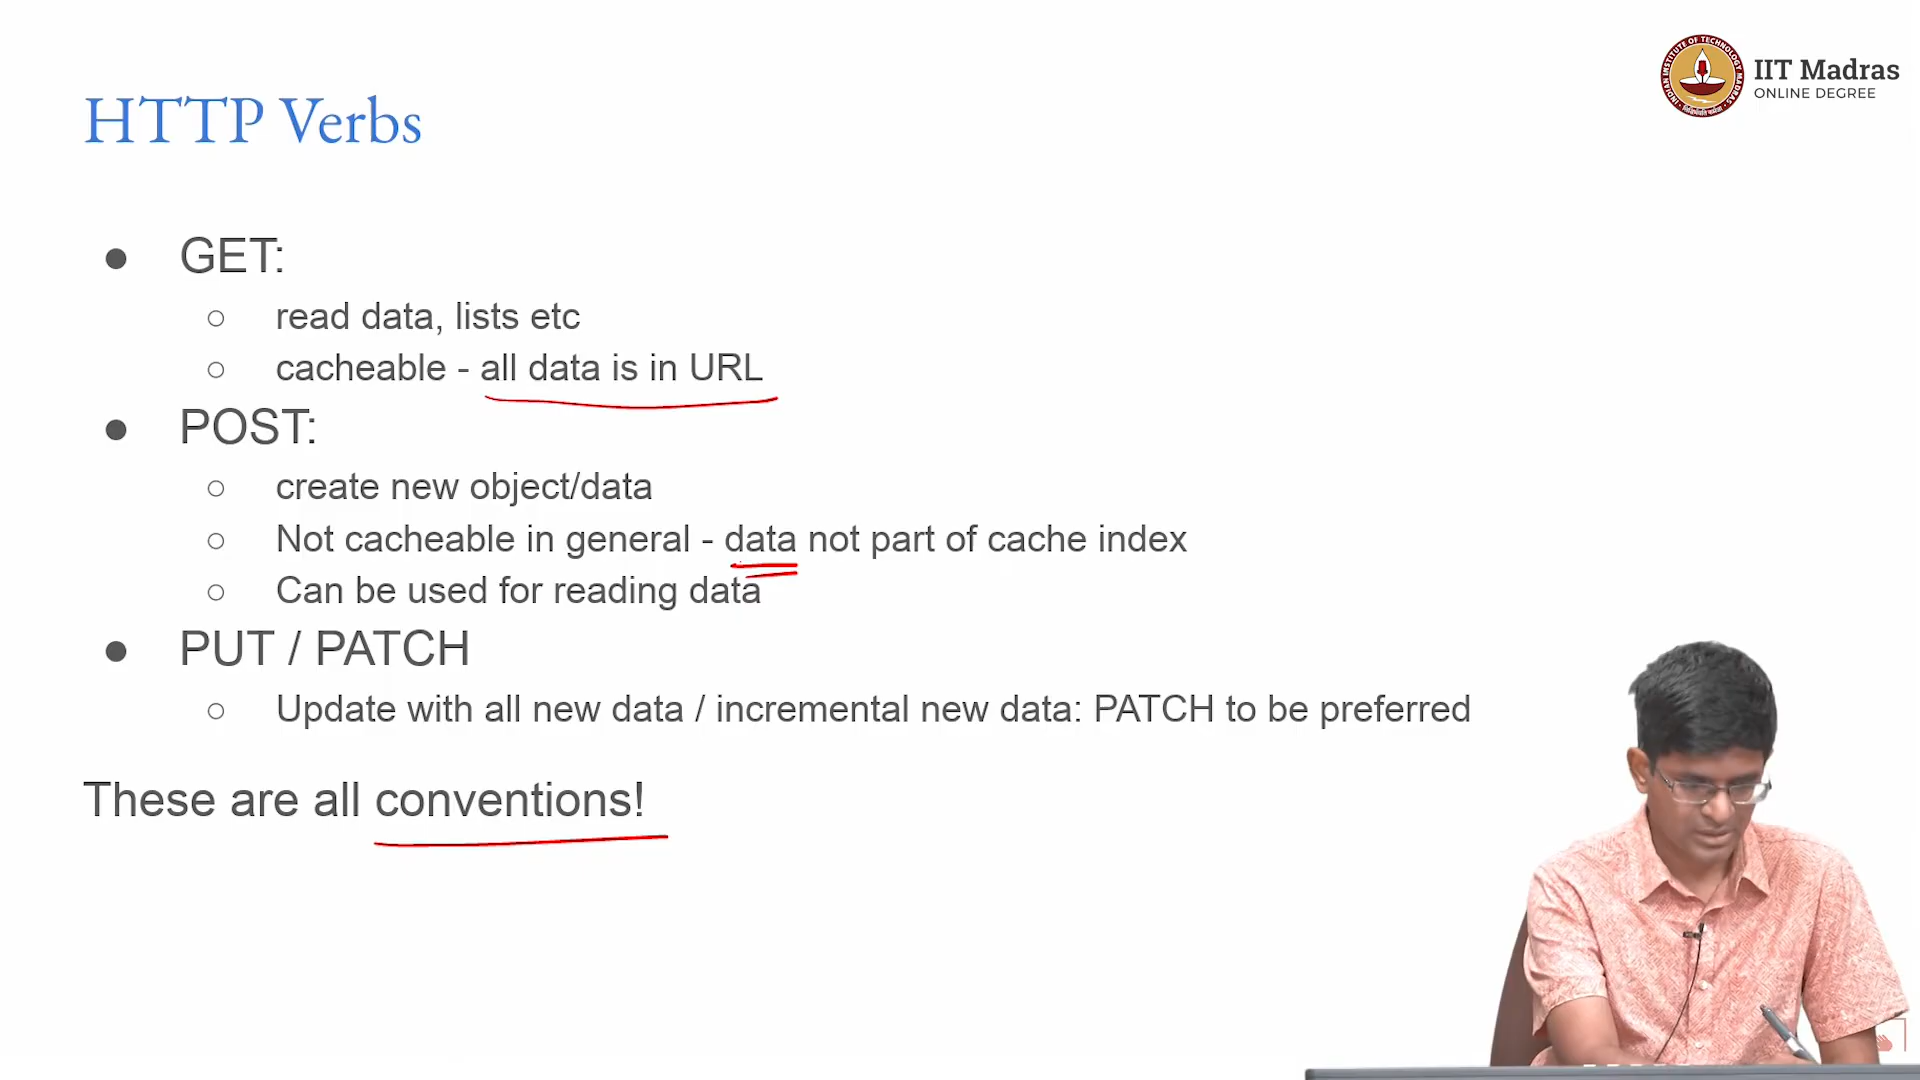 IIT Madras
ONLINE DEGREE
HTTP Verbs
● GET:
○ read data, lists etc
○ cacheable - all data is in URL
● POST:
○ create new object/data
○ Not cacheable in general - data not part of cache index
○ Can be used for reading data
● PUT / PATCH
○ Update with all new data / incremental new data: PATCH to be preferred
These are all conventions!